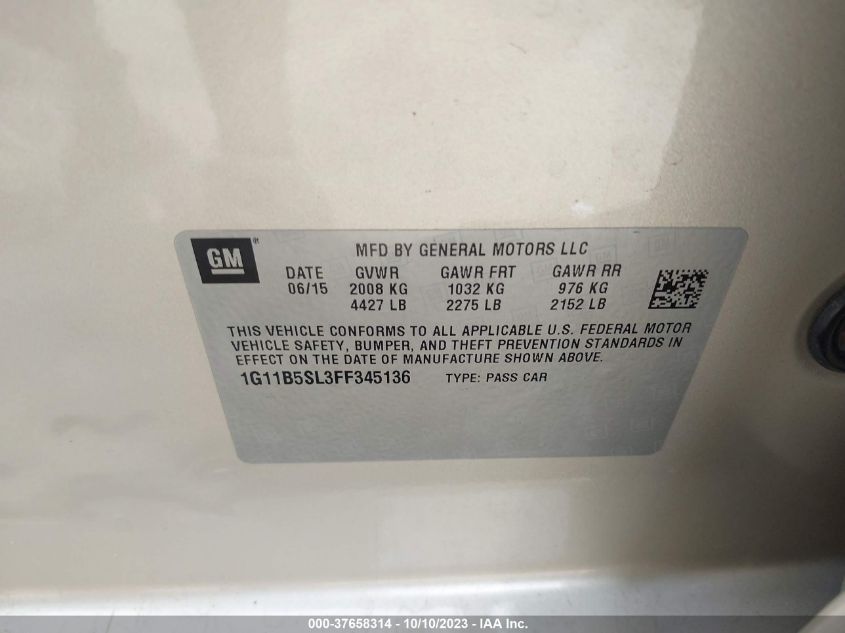 GM
MFD BY GENERAL MOTORS LLC
DATE GVWR GAWR FRT GAWR RR
06/15 2008 KG 1032 KG 976 KG
4427 LB 2275 LB 2152 LB
THIS VEHICLE CONFORMS TO ALL APPLICABLE U.S. FEDERAL MOTOR
VEHICLE SAFETY, BUMPER, AND THEFT PREVENTION STANDARDS IN
EFFECT ON THE DATE OF MANUFACTURE SHOWN ABOVE.
1G11B5SL3FF345136 TYPE: PASS CAR
000-37658314 - 10/10/2023 - IAA Inc.